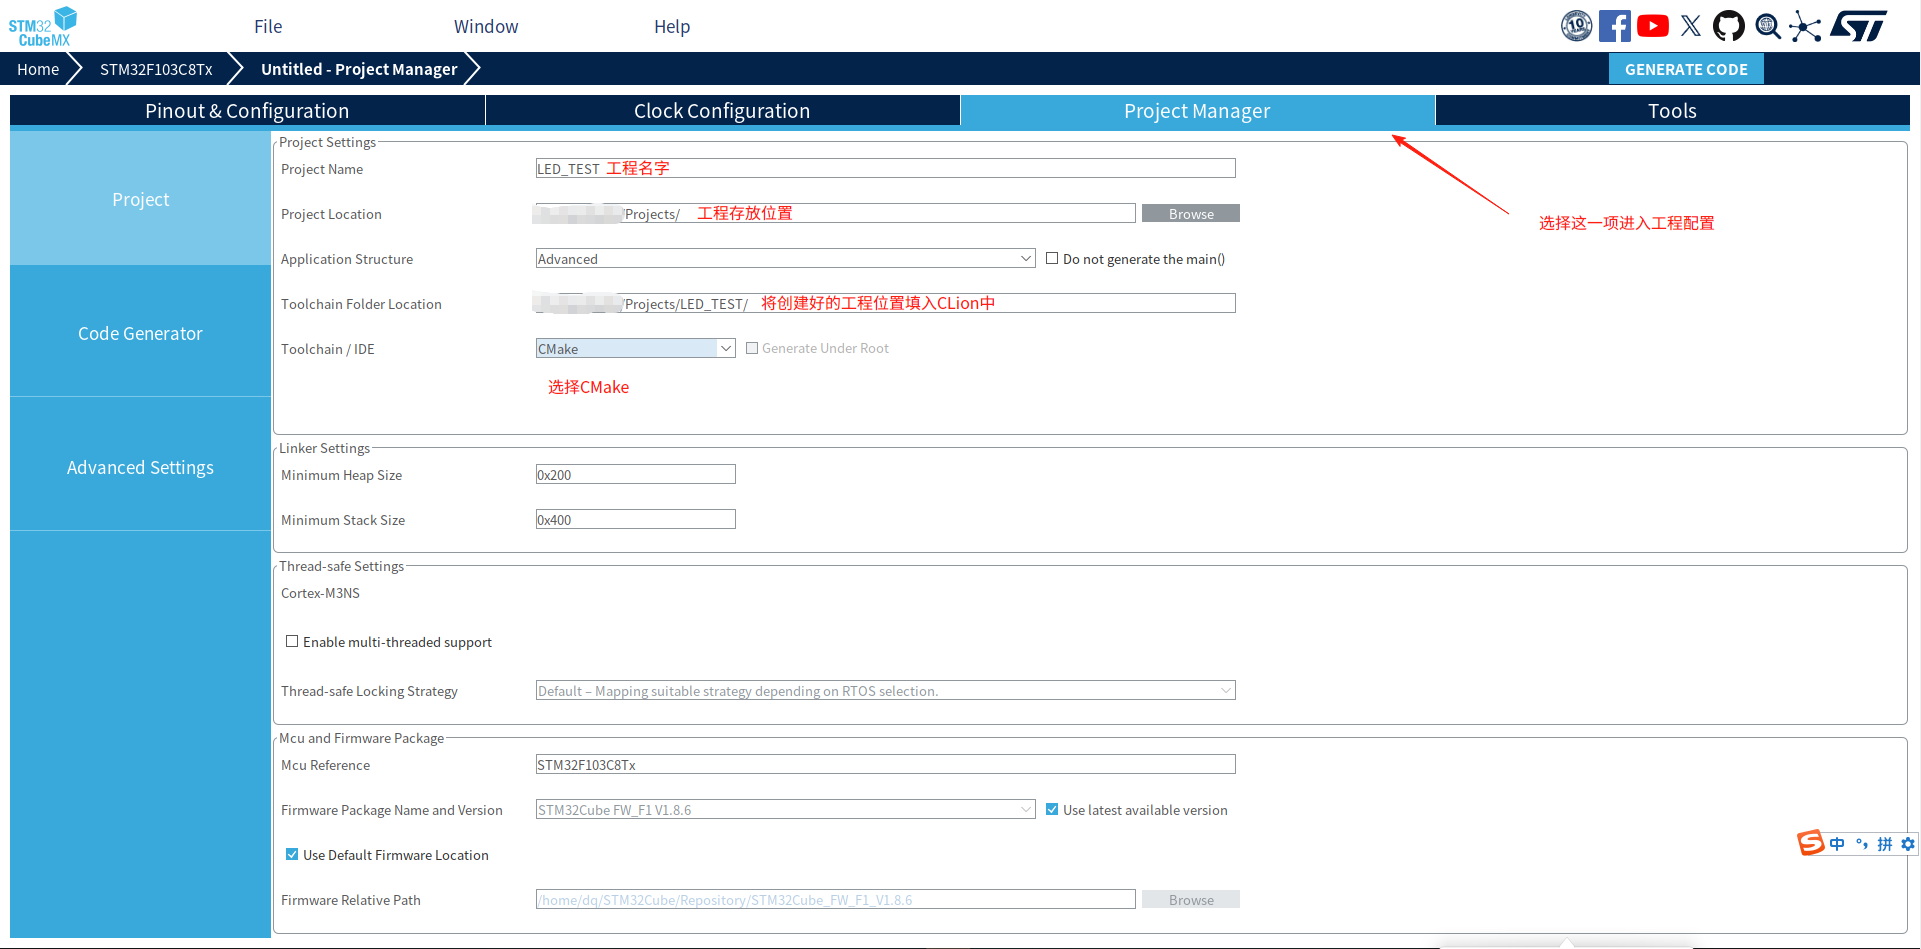 STM32
CubeMX
File Window Help
10
Home STM32F103C8Tx Untitled - Project Manager GENERATE CODE
Pinout & Configuration Clock Configuration Project Manager Tools
Project
Code Generator
Advanced Settings
Project Settings
Project Name LED_TEST 工程名字
Project Location /Projects/ 工程存放位置 Browse
选择这一项进入工程配置
Application Structure Advanced Do not generate the main()
Toolchain Folder Location /Projects/LED_TEST/ 将创建好的工程位置填入CLion中
Toolchain / IDE CMake Generate Under Root
选择CMake
Linker Settings
Minimum Heap Size 0x200
Minimum Stack Size 0x400
Thread-safe Settings
Cortex-M3NS
Enable multi-threaded support
Thread-safe Locking Strategy Default – Mapping suitable strategy depending on RTOS selection.
Mcu and Firmware Package
Mcu Reference STM32F103C8Tx
Firmware Package Name and Version STM32Cube FW_F1 V1.8.6 Use latest available version
中 °, 拼
Use Default Firmware Location
Firmware Relative Path /home/dq/STM32Cube/Repository/STM32Cube_FW_F1_V1.8.6 Browse